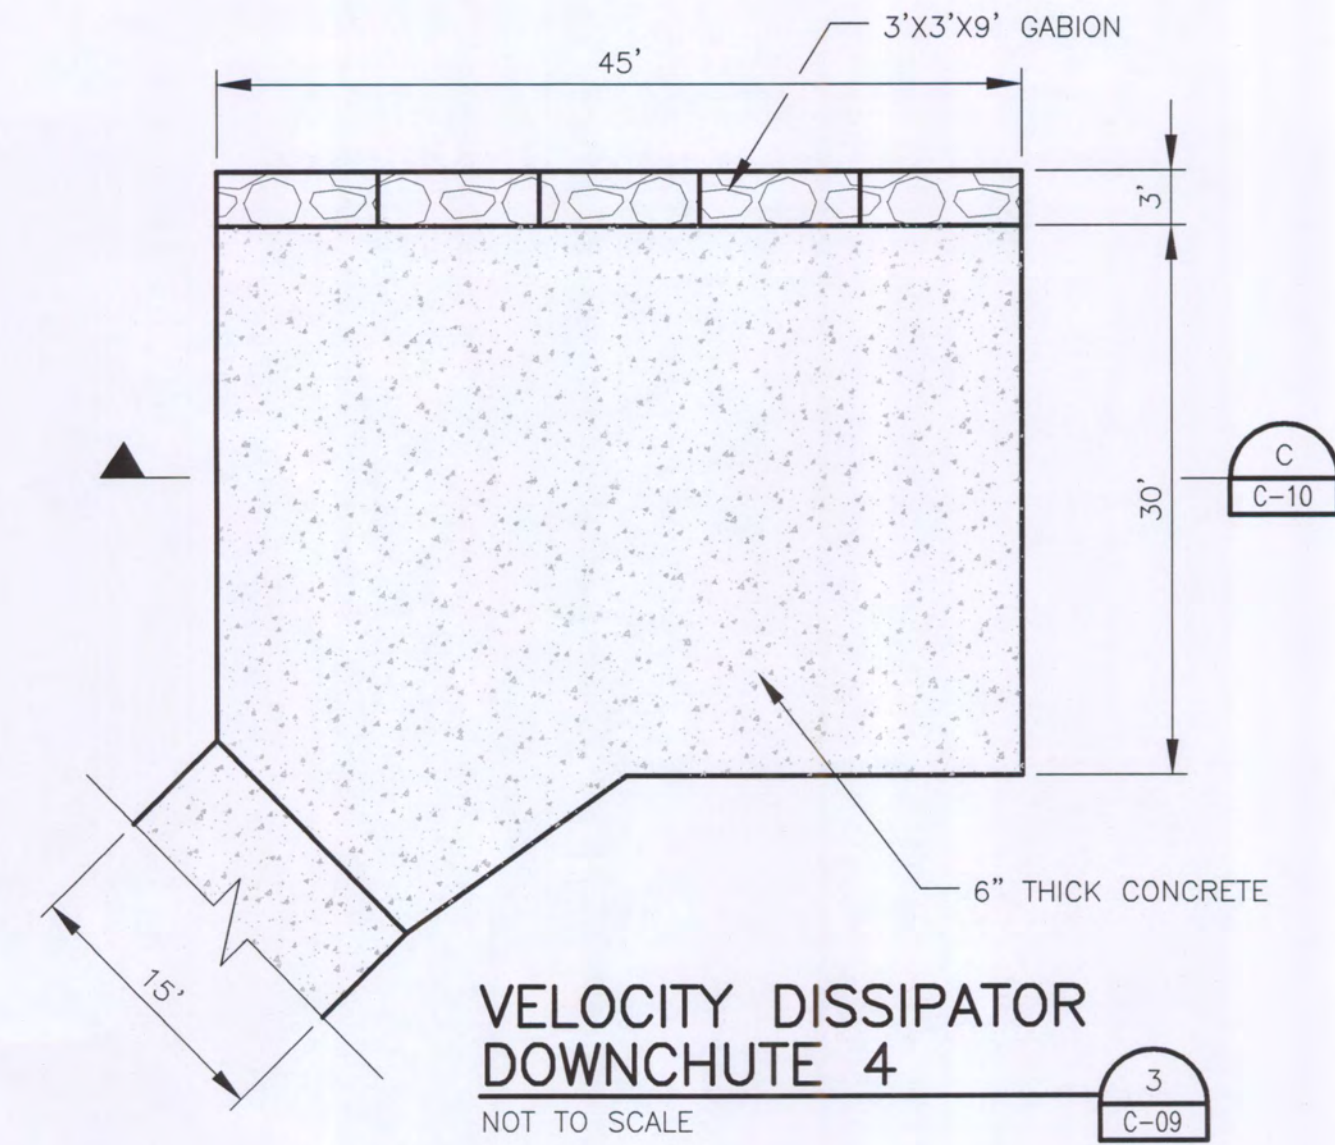 3'X3'X9' GABION
45'
3'
30'
C
C-10
6" THICK CONCRETE
15'
VELOCITY DISSIPATOR
DOWNCHUTE 4
NOT TO SCALE
3
C-09